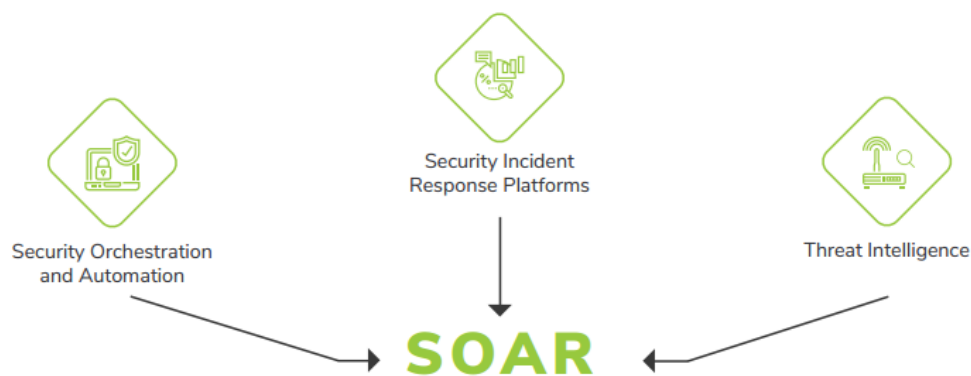 Security Incident
Response Platforms
Security Orchestration
and Automation
Threat Intelligence
SOAR